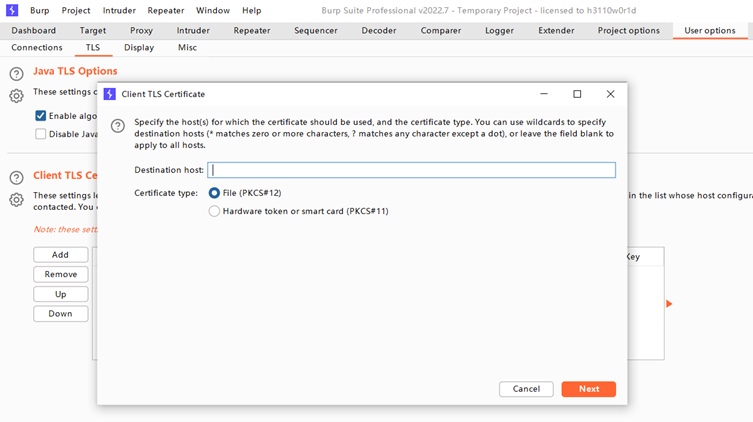 Burp Project Intruder Repeater Window Help Burp Suite Professional v2022.7 - Temporary Project - licensed to h3110w0r1d
Dashboard Target Proxy Intruder Repeater Sequencer Decoder Comparer Logger Extender Project options User options
Connections TLS Display Misc
Java TLS Options
These settings c
Enable algo
Disable Java
Client TLS Certificate
Specify the host(s) for which the certificate should be used, and the certificate type. You can use wildcards to specify
destination hosts (* matches zero or more characters, ? matches any character except a dot), or leave the field blank to
apply to all hosts.
Destination host:
Certificate type: File (PKCS#12)
Hardware token or smart card (PKCS#11)
Cancel Next
Client TLS Ce
These settings l in the list whose host configura
contacted. You
Note: these sett
Add Key
Remove
Up
Down